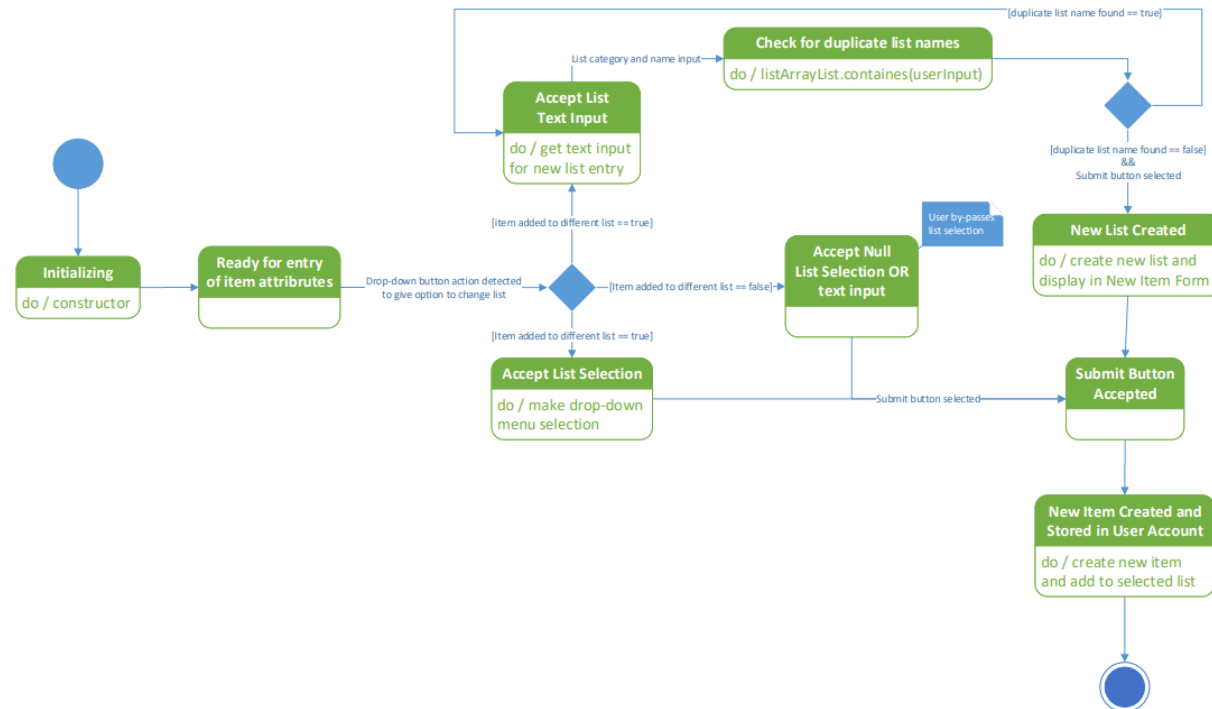 [duplicate list name found == true]
Check for duplicate list names
do / listArrayList.containes(userInput)
List category and name input
Accept List
Text Input
do / get text input
for new list entry
[duplicate list name found == false]
&&
Submit button selected
[item added to different list == true]
User by-passes
list selection
New List Created
do / create new list and
display in New Item Form
Initializing
do / constructor
Ready for entry
of item attribrutes
Drop-down button action detected
to give option to change list
[Item added to different list == false]
Accept Null
List Selection OR
text input
[Item added to different list == true]
Accept List Selection
do / make drop-down
menu selection
Submit button selected
Submit Button
Accepted
New Item Created and
Stored in User Account
do / create new item
and add to selected list